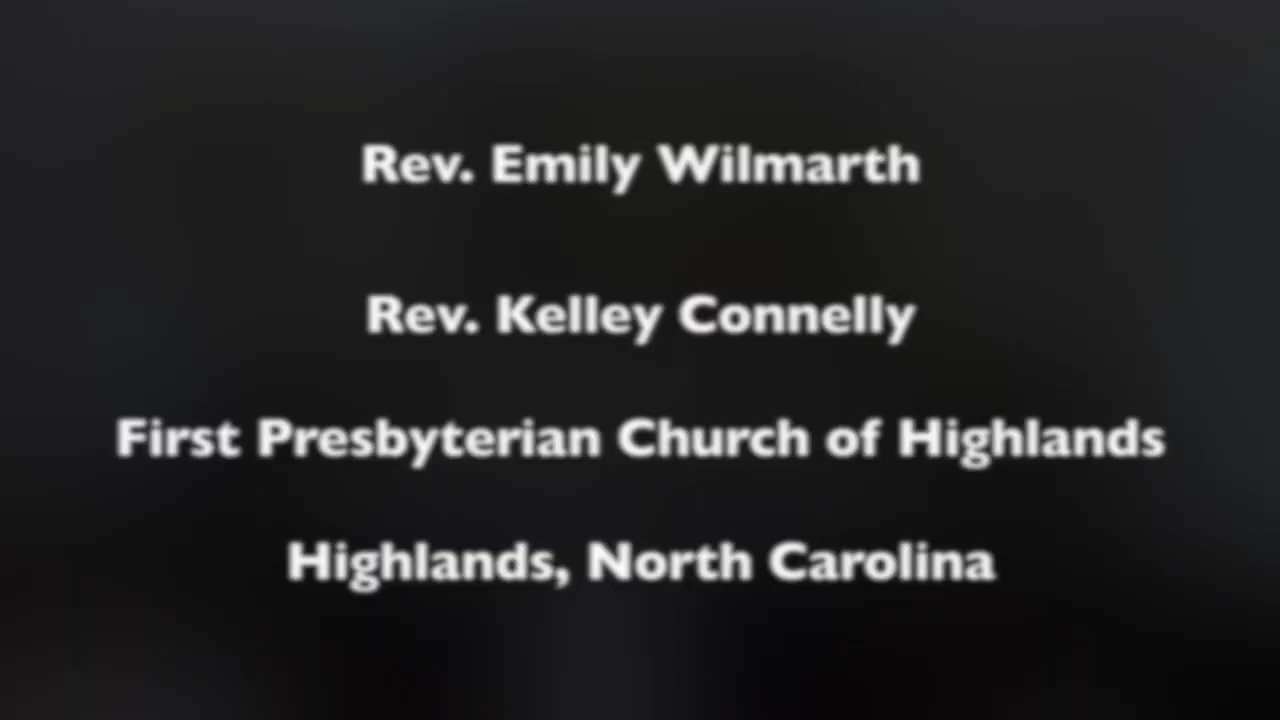 Rev. Emily Wilmarth
Rev. Kelley Connelly
First Presbyterian Church of Highlands
Highlands, North Carolina